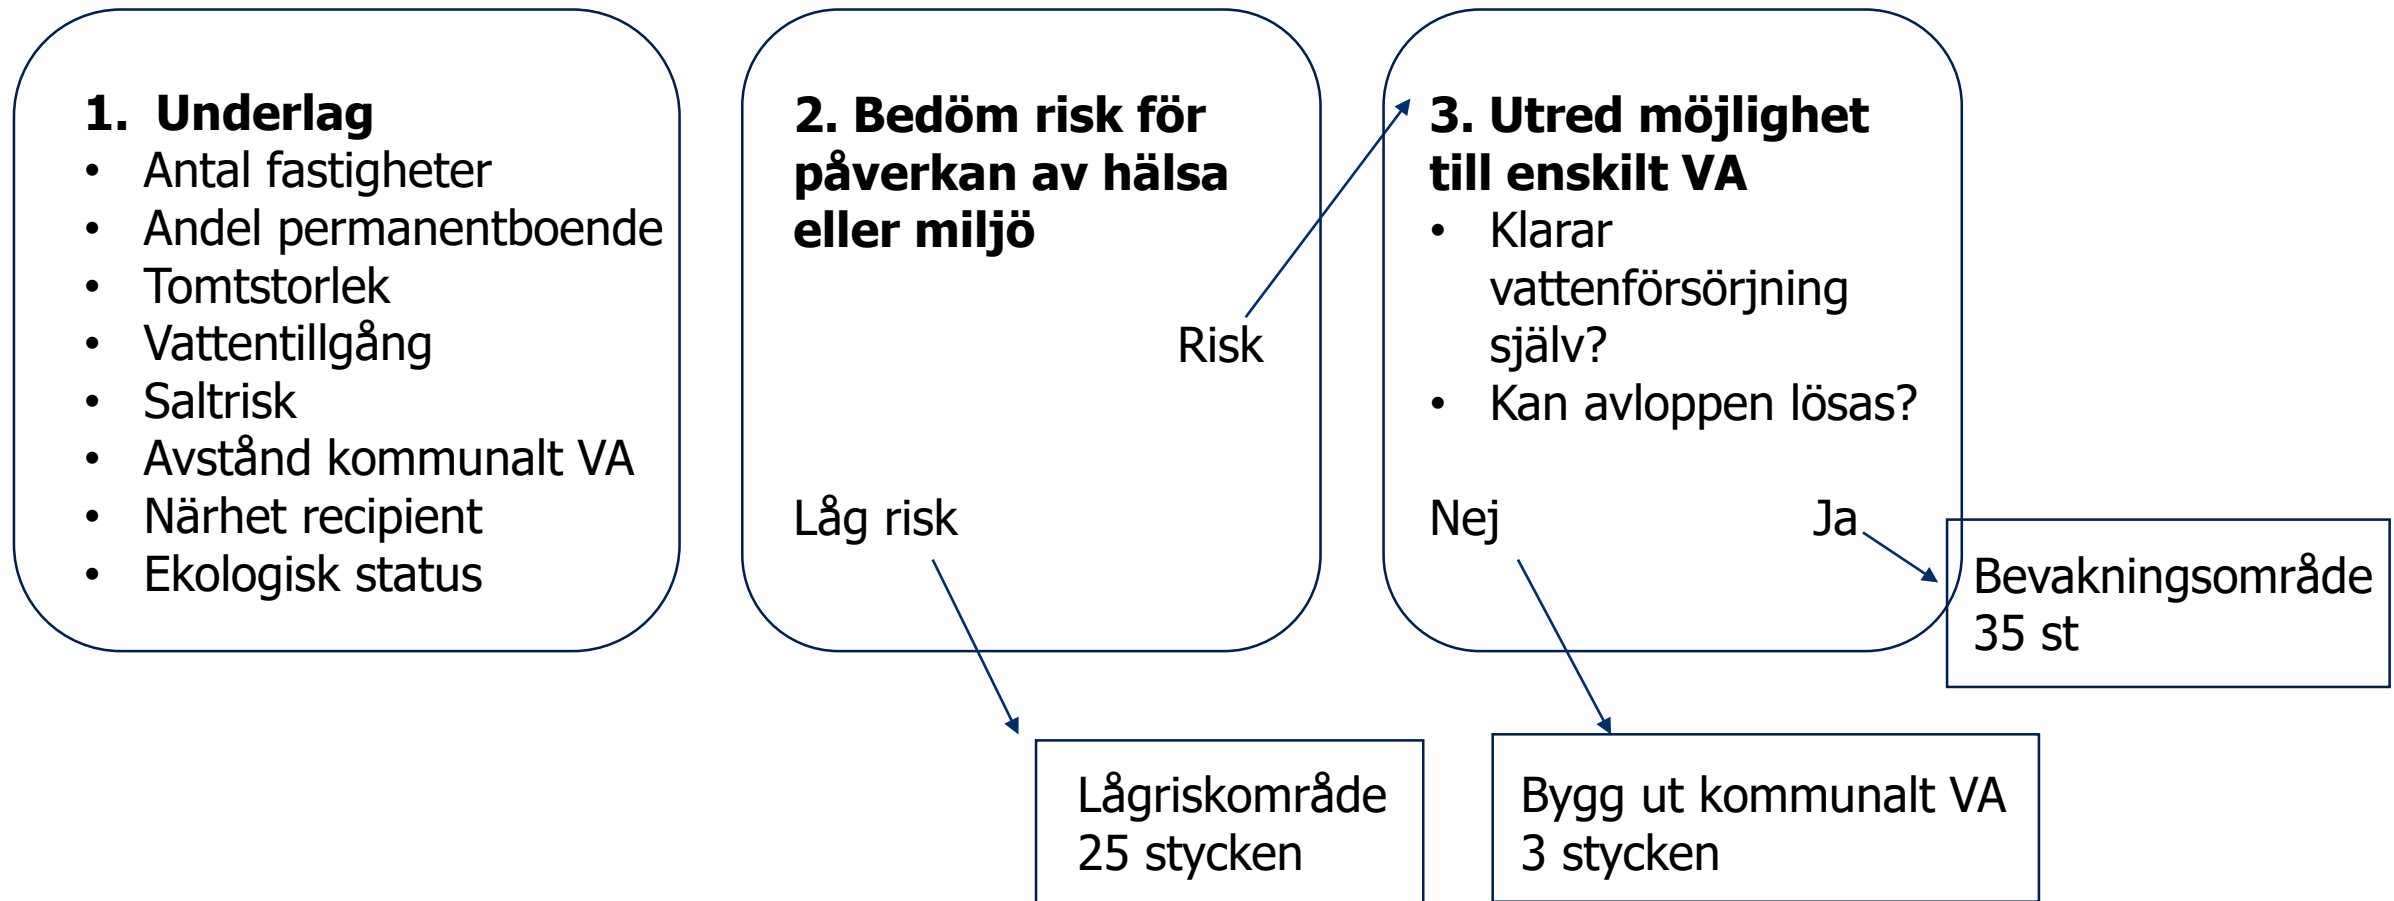 1. Underlag
• Antal fastigheter
• Andel permanentboende
• Tomtstorlek
• Vattentillgång
• Saltrisk
• Avstånd kommunalt VA
• Närhet recipient
• Ekologisk status
2. Bedöm risk för
påverkan av hälsa
eller miljö
Risk
Låg risk
3. Utred möjlighet
till enskilt VA
• Klarar
vattenförsörjning
själv?
• Kan avloppen lösas?
Nej
Ja
Bevakningsområde
35 st
Lågriskområde
25 stycken
Bygg ut kommunalt VA
3 stycken